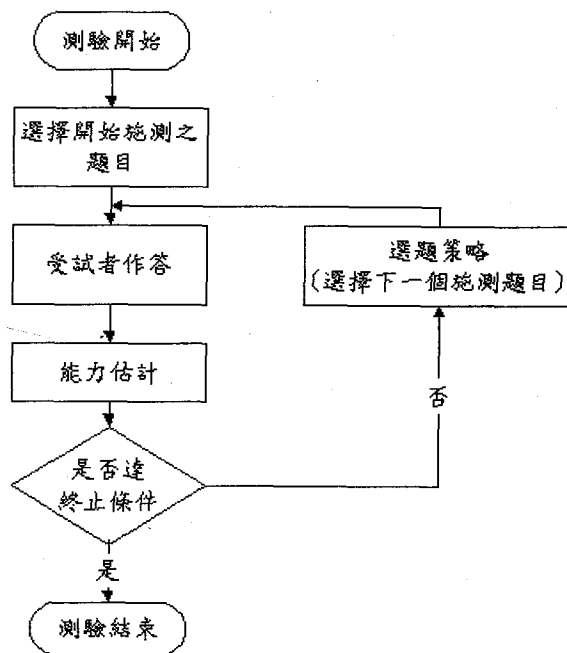 測驗開始
選擇開始施測之
題目
受試者作答
選題策略
(選擇下一個施測題目)
能力估計
否
是否達
終止條件
是
測驗結束